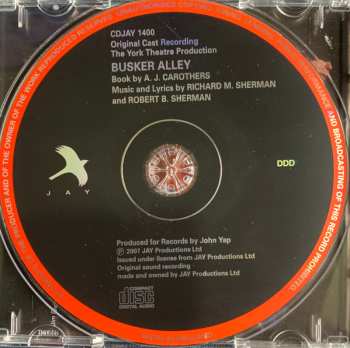 CDJAY 1400
Original Cast Recording
The York Theatre Production
BUSKER ALLEY
Book by A. J. CAROTHERS
Music and Lyrics by RICHARD M. SHERMAN
and ROBERT B. SHERMAN
JAY
DDD
Produced for Records by John Yap
℗ 2007 JAY Productions Ltd
Issued under license from JAY Productions Ltd
Original sound recording
made and owned by JAY Productions Ltd
COMPACT
disc
DIGITAL AUDIO
PRODUCER AND OF THE OWNER OF THE WORK REPRODUCED RESERVED
AND BROADCASTING OF THIS RECORD PROHIBITED